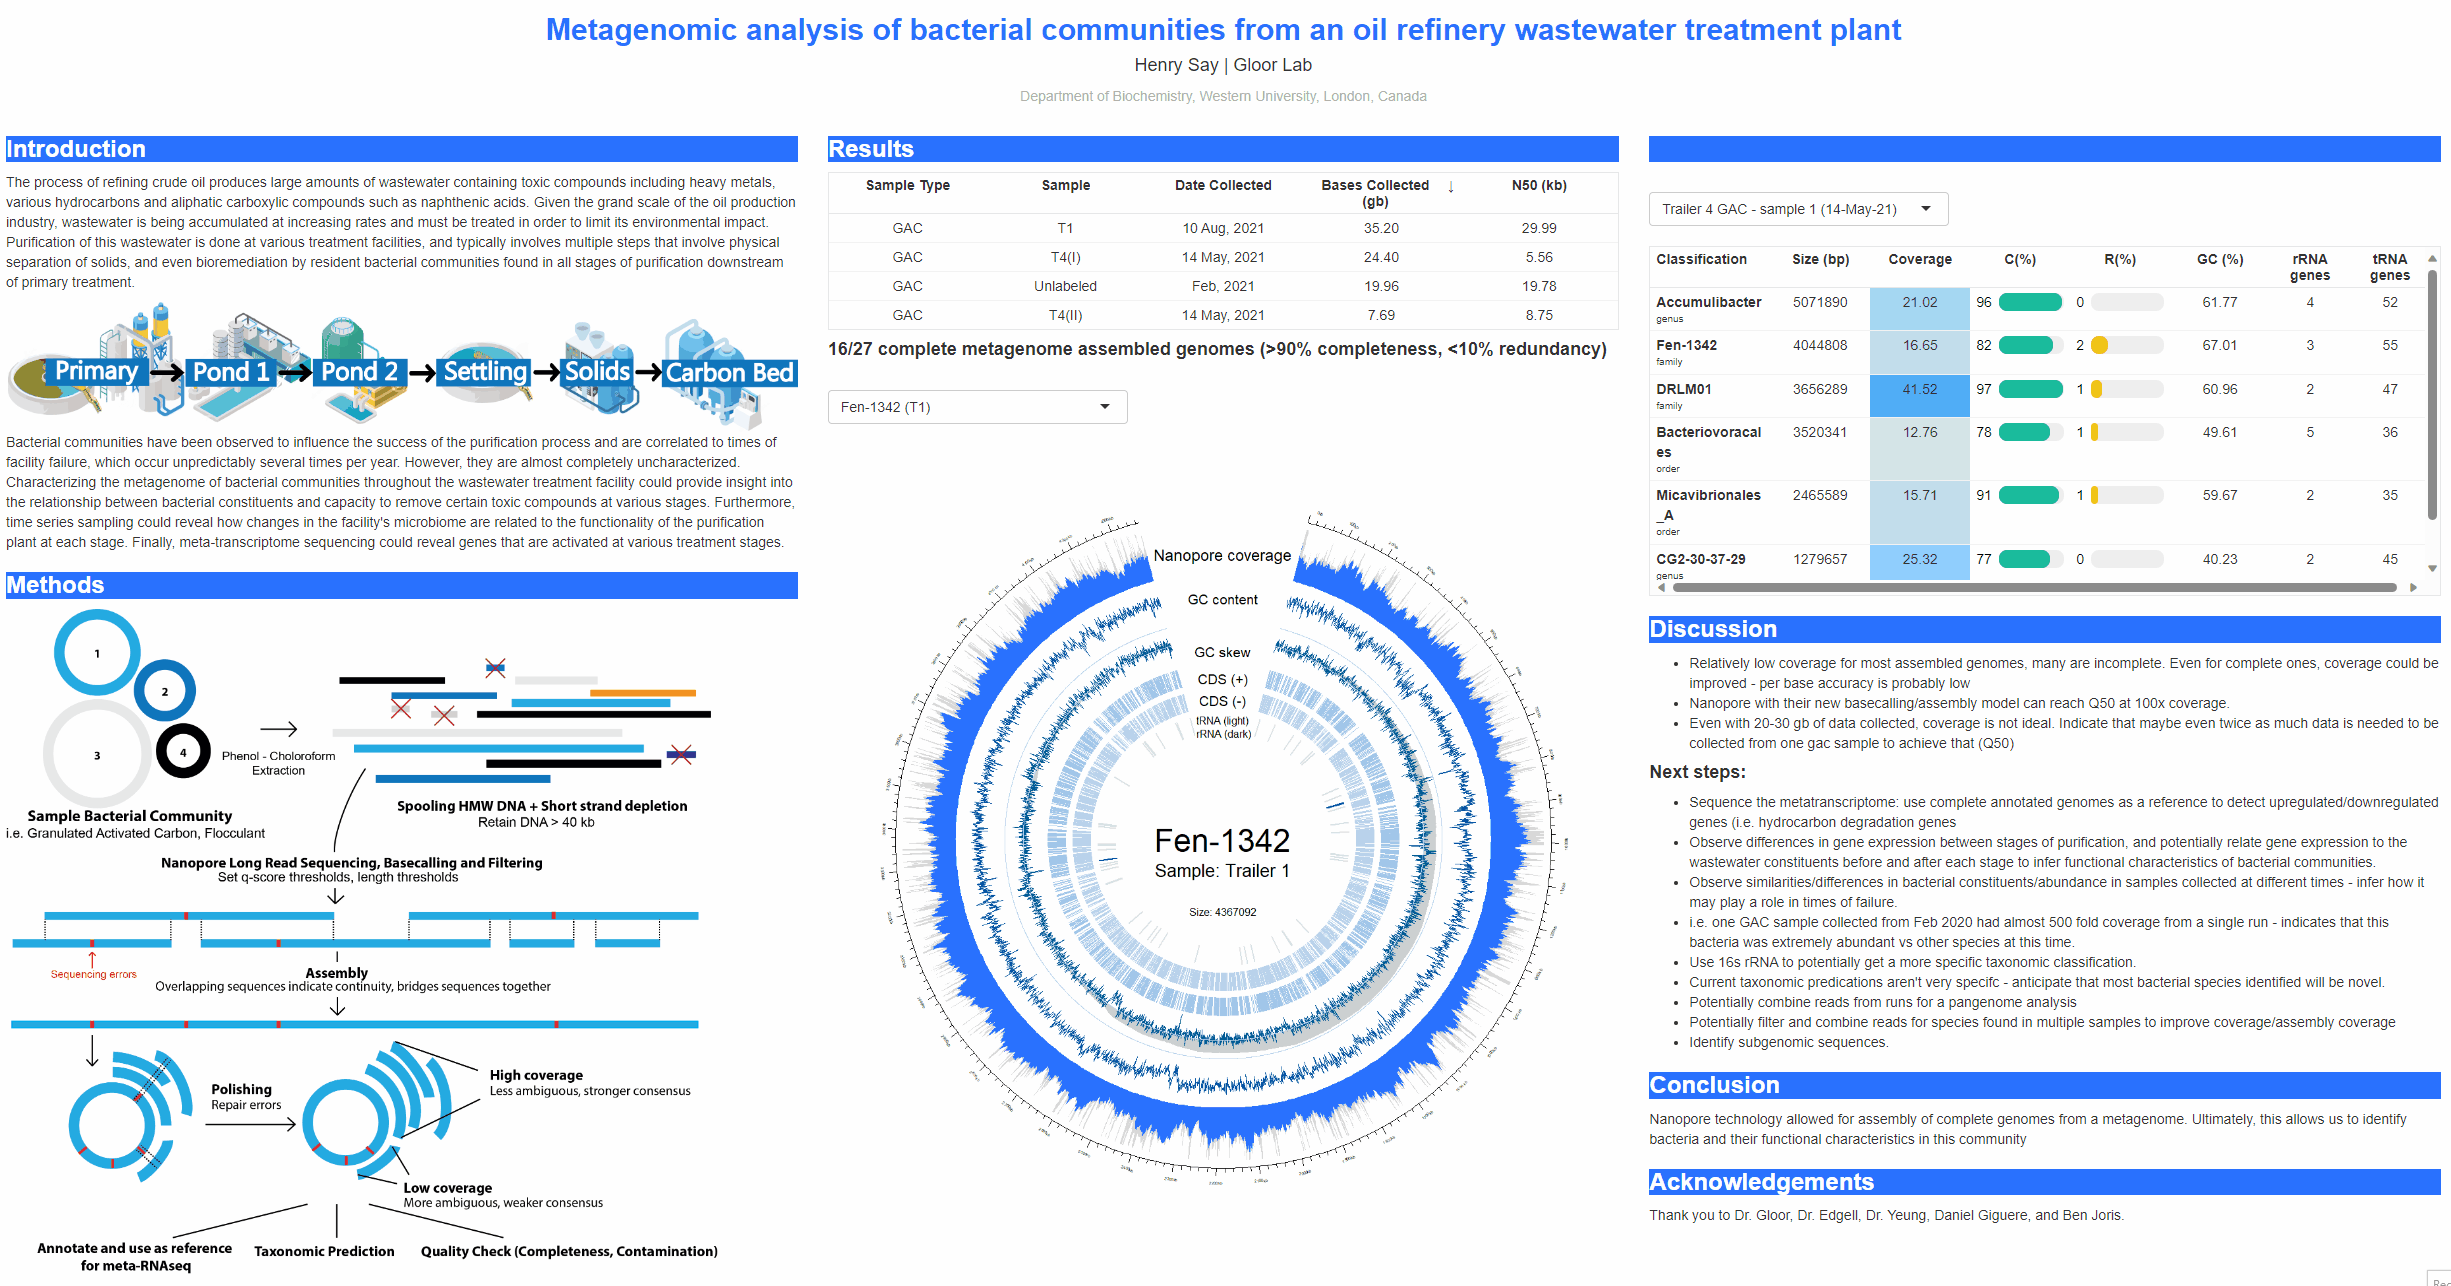 Metagenomic analysis of bacterial communities from an oil refinery wastewater treatment plant
Henry Say | Gloor Lab
Department of Biochemistry, Western University, London, Canada
Introduction
The process of refining crude oil produces large amounts of wastewater containing toxic compounds including heavy metals,
various hydrocarbons and aliphatic carboxylic compounds such as naphthenic acids. Given the grand scale of the oil production
industry, wastewater is being accumulated at increasing rates and must be treated in order to limit its environmental impact.
Purification of this wastewater is done at various treatment facilities, and typically involves multiple steps that involve physical
separation of solids, and even bioremediation by resident bacterial communities found in all stages of purification downstream
of primary treatment.
Primary Pond 1 Pond 2 Settling Solids Carbon Bed
Bacterial communities have been observed to influence the success of the purification process and are correlated to times of
facility failure, which occur unpredictably several times per year. However, they are almost completely uncharacterized.
Characterizing the metagenome of bacterial communities throughout the wastewater treatment facility could provide insight into
the relationship between bacterial constituents and capacity to remove certain toxic compounds at various stages. Furthermore,
time series sampling could reveal how changes in the facility's microbiome are related to the functionality of the purification
plant at each stage. Finally, meta-transcriptome sequencing could reveal genes that are activated at various treatment stages.
Methods
1
2
3
4
Phenol - Choloroform
Extraction
Sample Bacterial Community
i.e. Granulated Activated Carbon, Flocculant
Spooling HMW DNA + Short strand depletion
Retain DNA > 40 kb
Nanopore Long Read Sequencing, Basecalling and Filtering
Set q-score thresholds, length thresholds
Sequencing errors
Assembly
Overlapping sequences indicate continuity, bridges sequences together
Polishing
Repair errors
High coverage
Less ambiguous, stronger consensus
Low coverage
More ambiguous, weaker consensus
Annotate and use as reference
for meta-RNAseq
Taxonomic Prediction
Quality Check (Completeness, Contamination)
Results
Sample Type Sample Date Collected Bases Collected ↓ N50 (kb)
(gb)
GAC T1 10 Aug, 2021 35.20 29.99
GAC T4(I) 14 May, 2021 24.40 5.56
GAC Unlabeled Feb, 2021 19.96 19.78
GAC T4(II) 14 May, 2021 7.69 8.75
16/27 complete metagenome assembled genomes (>90% completeness, <10% redundancy)
Fen-1342 (T1)
Nanopore coverage
GC content
GC skew
CDS (+)
CDS (-)
tRNA (light)
rRNA (dark)
Fen-1342
Sample: Trailer 1
Size: 4367092
Trailer 4 GAC - sample 1 (14-May-21)
Classification Size (bp) Coverage C(%) R(%) GC (%) rRNA genes tRNA genes
Accumulibacter 5071890 21.02 96 0 61.77 4 52
genus
Fen-1342 4044808 16.65 82 2 67.01 3 55
family
DRLM01 3656289 41.52 97 1 60.96 2 47
family
Bacteriovoracal 3520341 12.76 78 1 49.61 5 36
es
order
Micavibrionales 2465589 15.71 91 1 59.67 2 35
_A
order
CG2-30-37-29 1279657 25.32 77 0 40.23 2 45
genus
Discussion
• Relatively low coverage for most assembled genomes, many are incomplete. Even for complete ones, coverage could be
improved - per base accuracy is probably low
• Nanopore with their new basecalling/assembly model can reach Q50 at 100x coverage.
• Even with 20-30 gb of data collected, coverage is not ideal. Indicate that maybe even twice as much data is needed to be
collected from one gac sample to achieve that (Q50)
Next steps:
• Sequence the metatranscriptome: use complete annotated genomes as a reference to detect upregulated/downregulated
genes (i.e. hydrocarbon degradation genes
• Observe differences in gene expression between stages of purification, and potentially relate gene expression to the
wastewater constituents before and after each stage to infer functional characteristics of bacterial communities.
• Observe similarities/differences in bacterial constituents/abundance in samples collected at different times - infer how it
may play a role in times of failure.
• i.e. one GAC sample collected from Feb 2020 had almost 500 fold coverage from a single run - indicates that this
bacteria was extremely abundant vs other species at this time.
• Use 16s rRNA to potentially get a more specific taxonomic classification.
• Current taxonomic predications aren't very specifc - anticipate that most bacterial species identified will be novel.
• Potentially combine reads from runs for a pangenome analysis
• Potentially filter and combine reads for species found in multiple samples to improve coverage/assembly coverage
• Identify subgenomic sequences.
Conclusion
Nanopore technology allowed for assembly of complete genomes from a metagenome. Ultimately, this allows us to identify
bacteria and their functional characteristics in this community
Acknowledgements
Thank you to Dr. Gloor, Dr. Edgell, Dr. Yeung, Daniel Giguere, and Ben Joris.